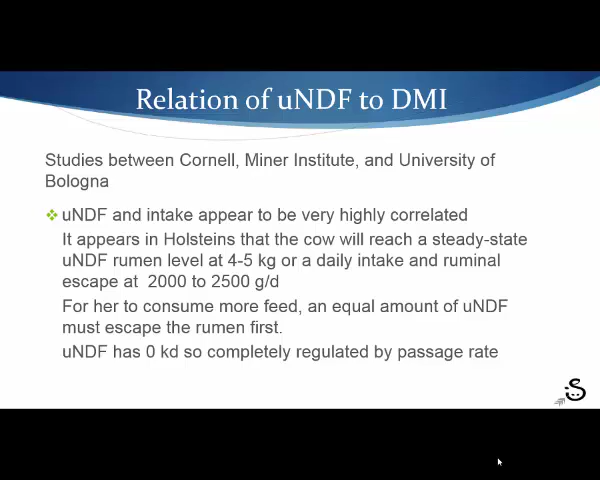 Relation of uNDF to DMI
Studies between Cornell, Miner Institute, and University of
Bologna
uNDF and intake appear to be very highly correlated
It appears in Holsteins that the cow will reach a steady-state
uNDF rumen level at 4-5 kg or a daily intake and ruminal
escape at 2000 to 2500 g/d
For her to consume more feed, an equal amount of uNDF
must escape the rumen first.
uNDF has 0 kd so completely regulated by passage rate